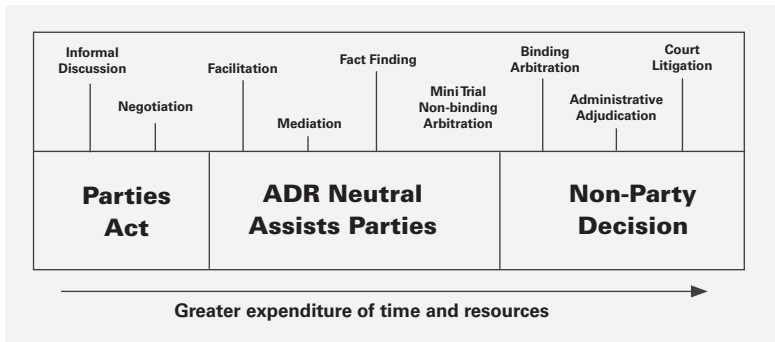 Informal
Discussion
Negotiation
Facilitation
Mediation
Fact Finding
Mini Trial
Non-binding
Arbitration
Binding
Arbitration
Administrative
Adjudication
Court
Litigation
Parties
Act
ADR Neutral
Assists Parties
Non-Party
Decision
Greater expenditure of time and resources